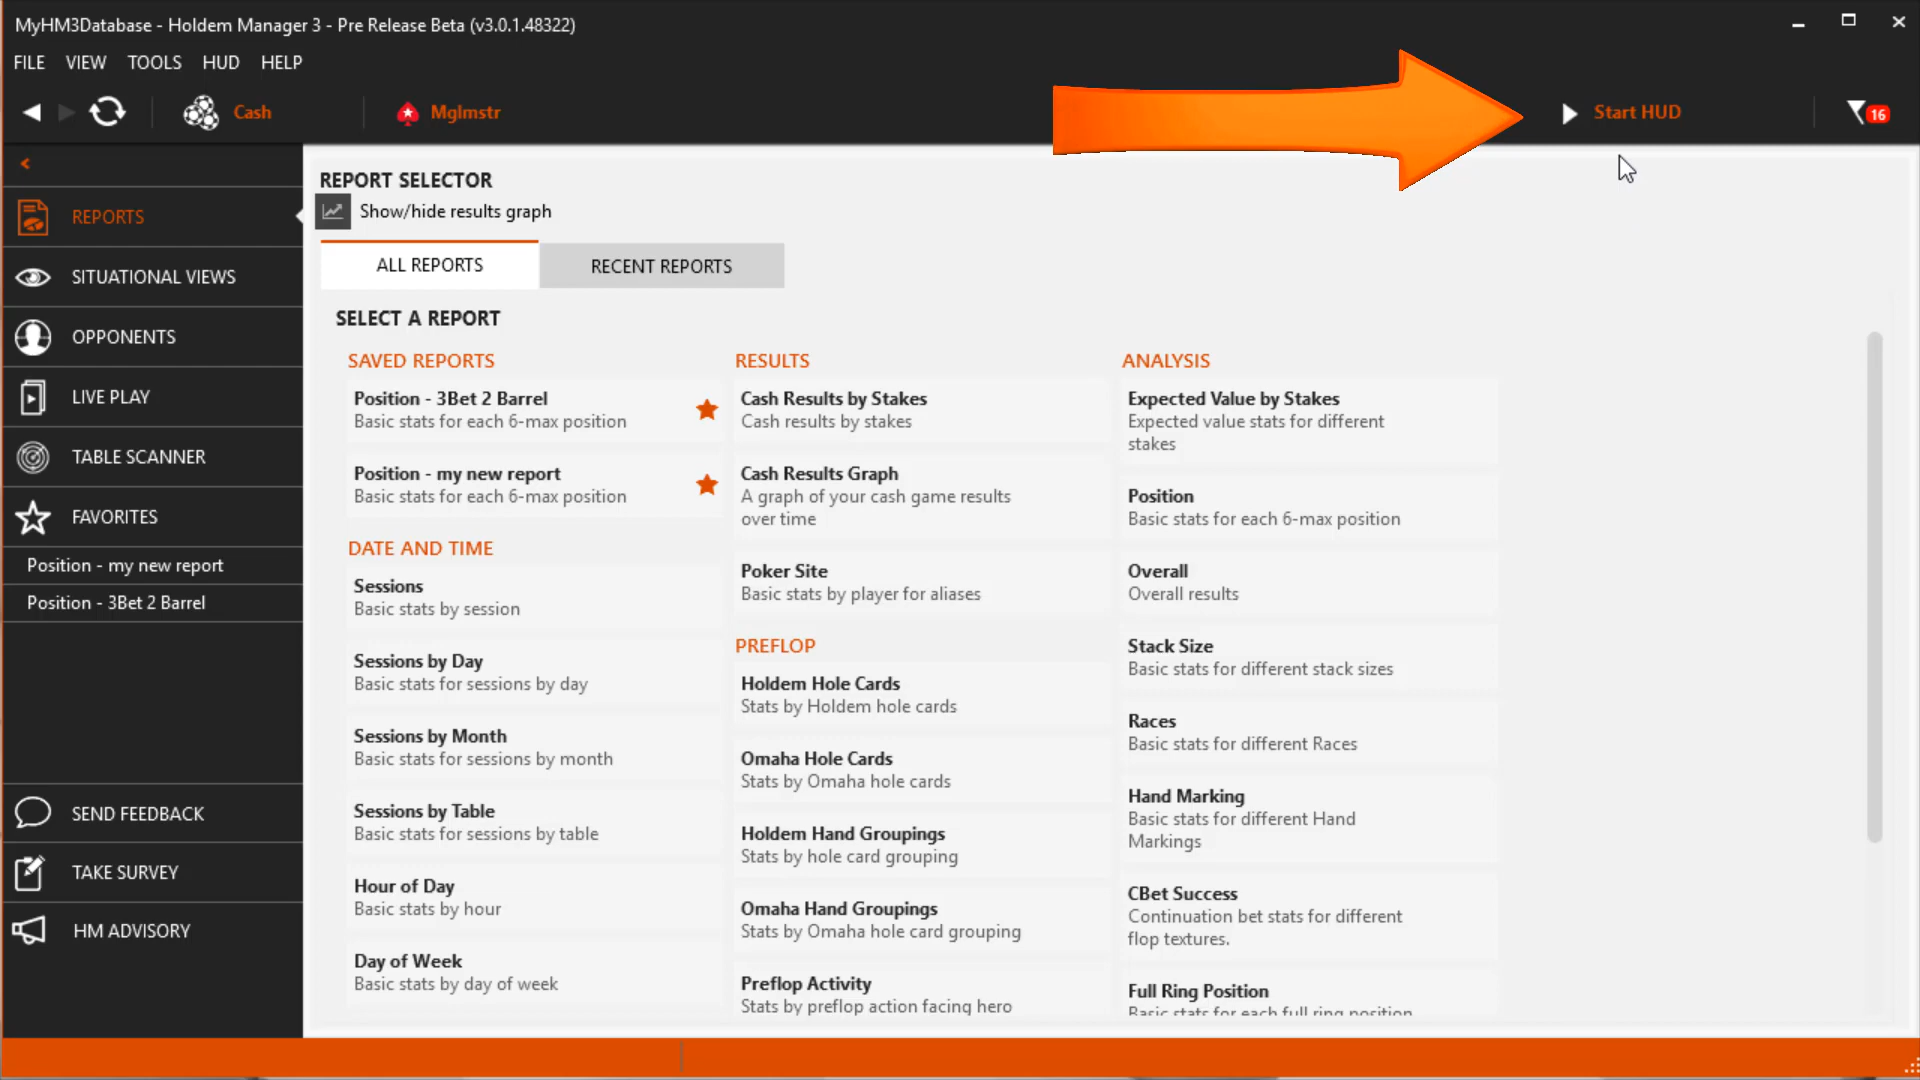 MyHM3Database - Holdem Manager 3 - Pre Release Beta (v3.0.1.48322)
FILE VIEW TOOLS HUD HELP
Cash
Mglmstr
Start HUD
16
REPORTS
SITUATIONAL VIEWS
OPPONENTS
LIVE PLAY
TABLE SCANNER
FAVORITES
Position - my new report
Position - 3Bet 2 Barrel
SEND FEEDBACK
TAKE SURVEY
HM ADVISORY
REPORT SELECTOR
Show/hide results graph
ALL REPORTS
RECENT REPORTS
SELECT A REPORT
SAVED REPORTS
Position - 3Bet 2 Barrel
Basic stats for each 6-max position
Position - my new report
Basic stats for each 6-max position
DATE AND TIME
Sessions
Basic stats by session
Sessions by Day
Basic stats for sessions by day
Sessions by Month
Basic stats for sessions by month
Sessions by Table
Basic stats for sessions by table
Hour of Day
Basic stats by hour
Day of Week
Basic stats by day of week
RESULTS
Cash Results by Stakes
Cash results by stakes
Cash Results Graph
A graph of your cash game results
over time
Poker Site
Basic stats by player for aliases
PREFLOP
Holdem Hole Cards
Stats by Holdem hole cards
Omaha Hole Cards
Stats by Omaha hole cards
Holdem Hand Groupings
Stats by hole card grouping
Omaha Hand Groupings
Stats by Omaha hole card grouping
Preflop Activity
Stats by preflop action facing hero
ANALYSIS
Expected Value by Stakes
Expected value stats for different
stakes
Position
Basic stats for each 6-max position
Overall
Overall results
Stack Size
Basic stats for different stack sizes
Races
Basic stats for different Races
Hand Marking
Basic stats for different Hand
Markings
CBet Success
Continuation bet stats for different
flop textures.
Full Ring Position
Basic stats for each full ring position